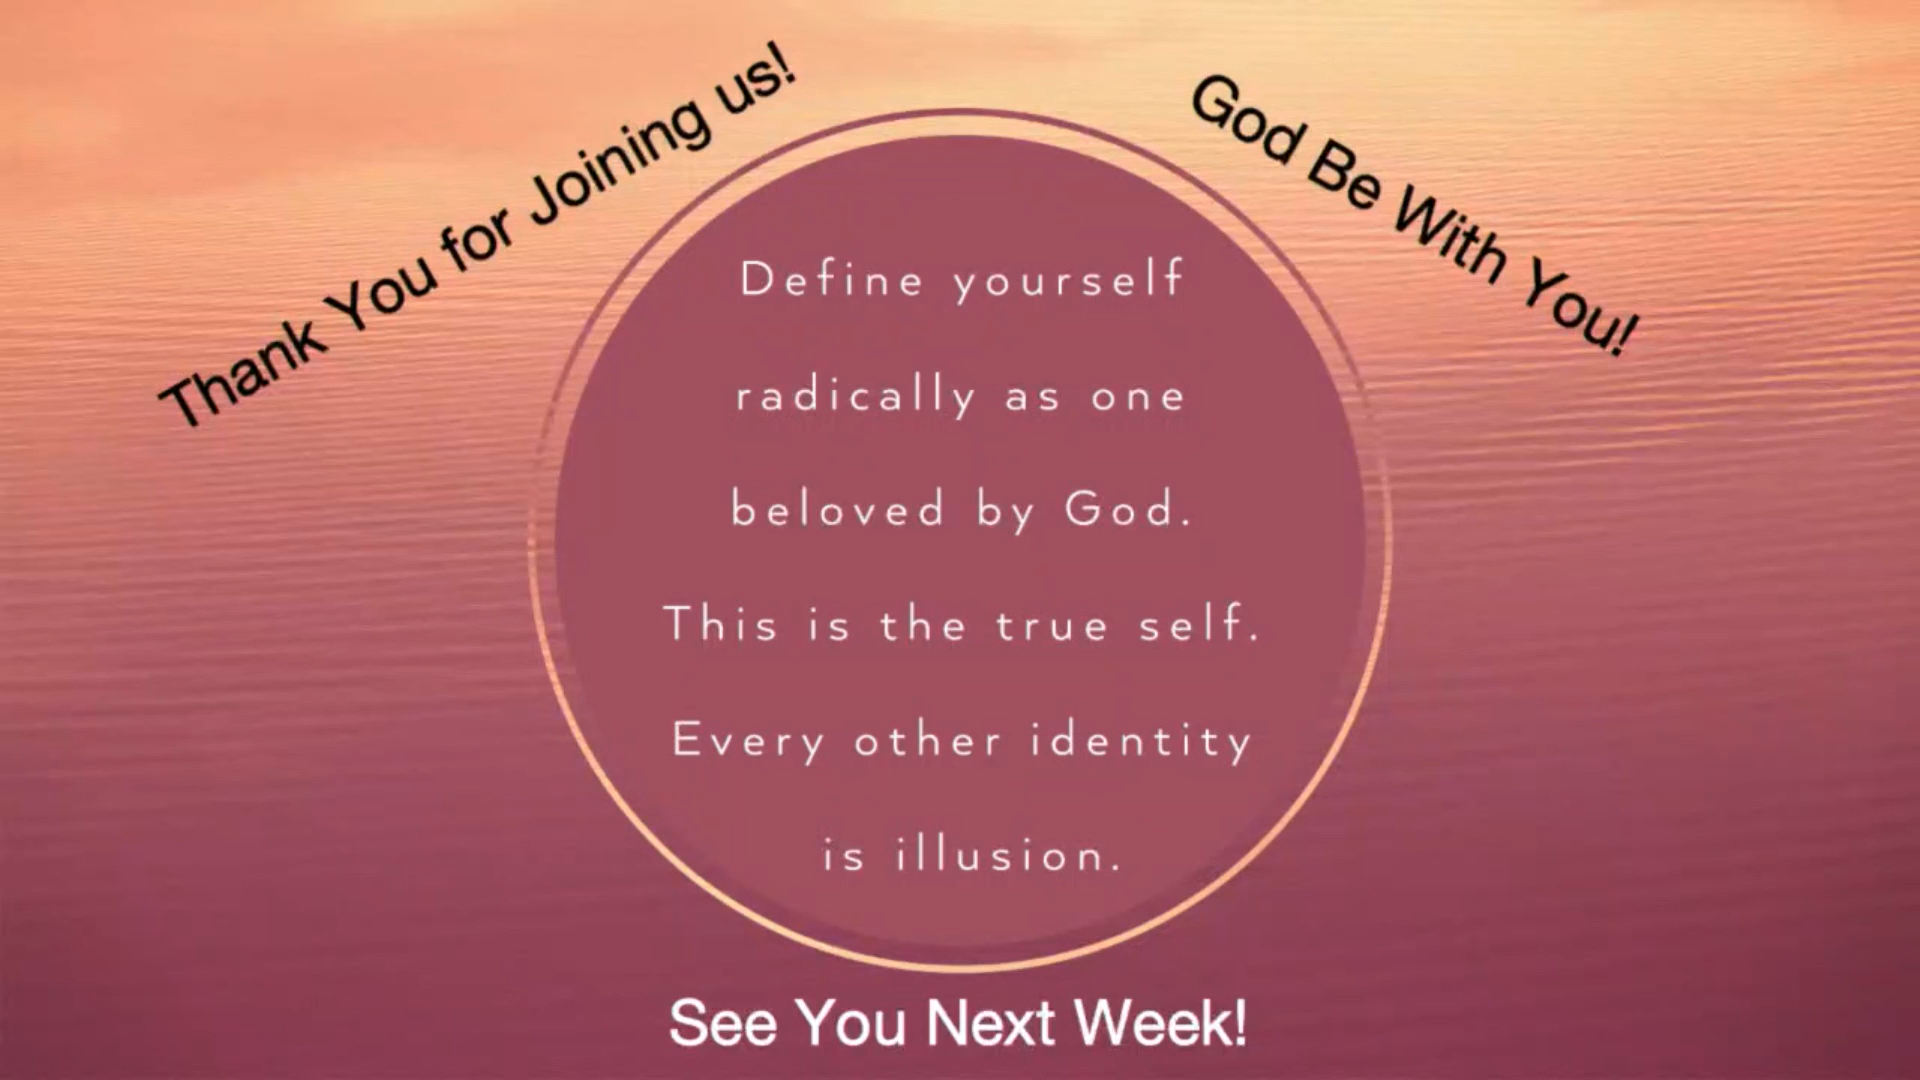 Thank You for Joining us!
God Be With You!
Define yourself
radically as one
beloved by God.
This is the true self.
Every other identity
is illusion.
See You Next Week!